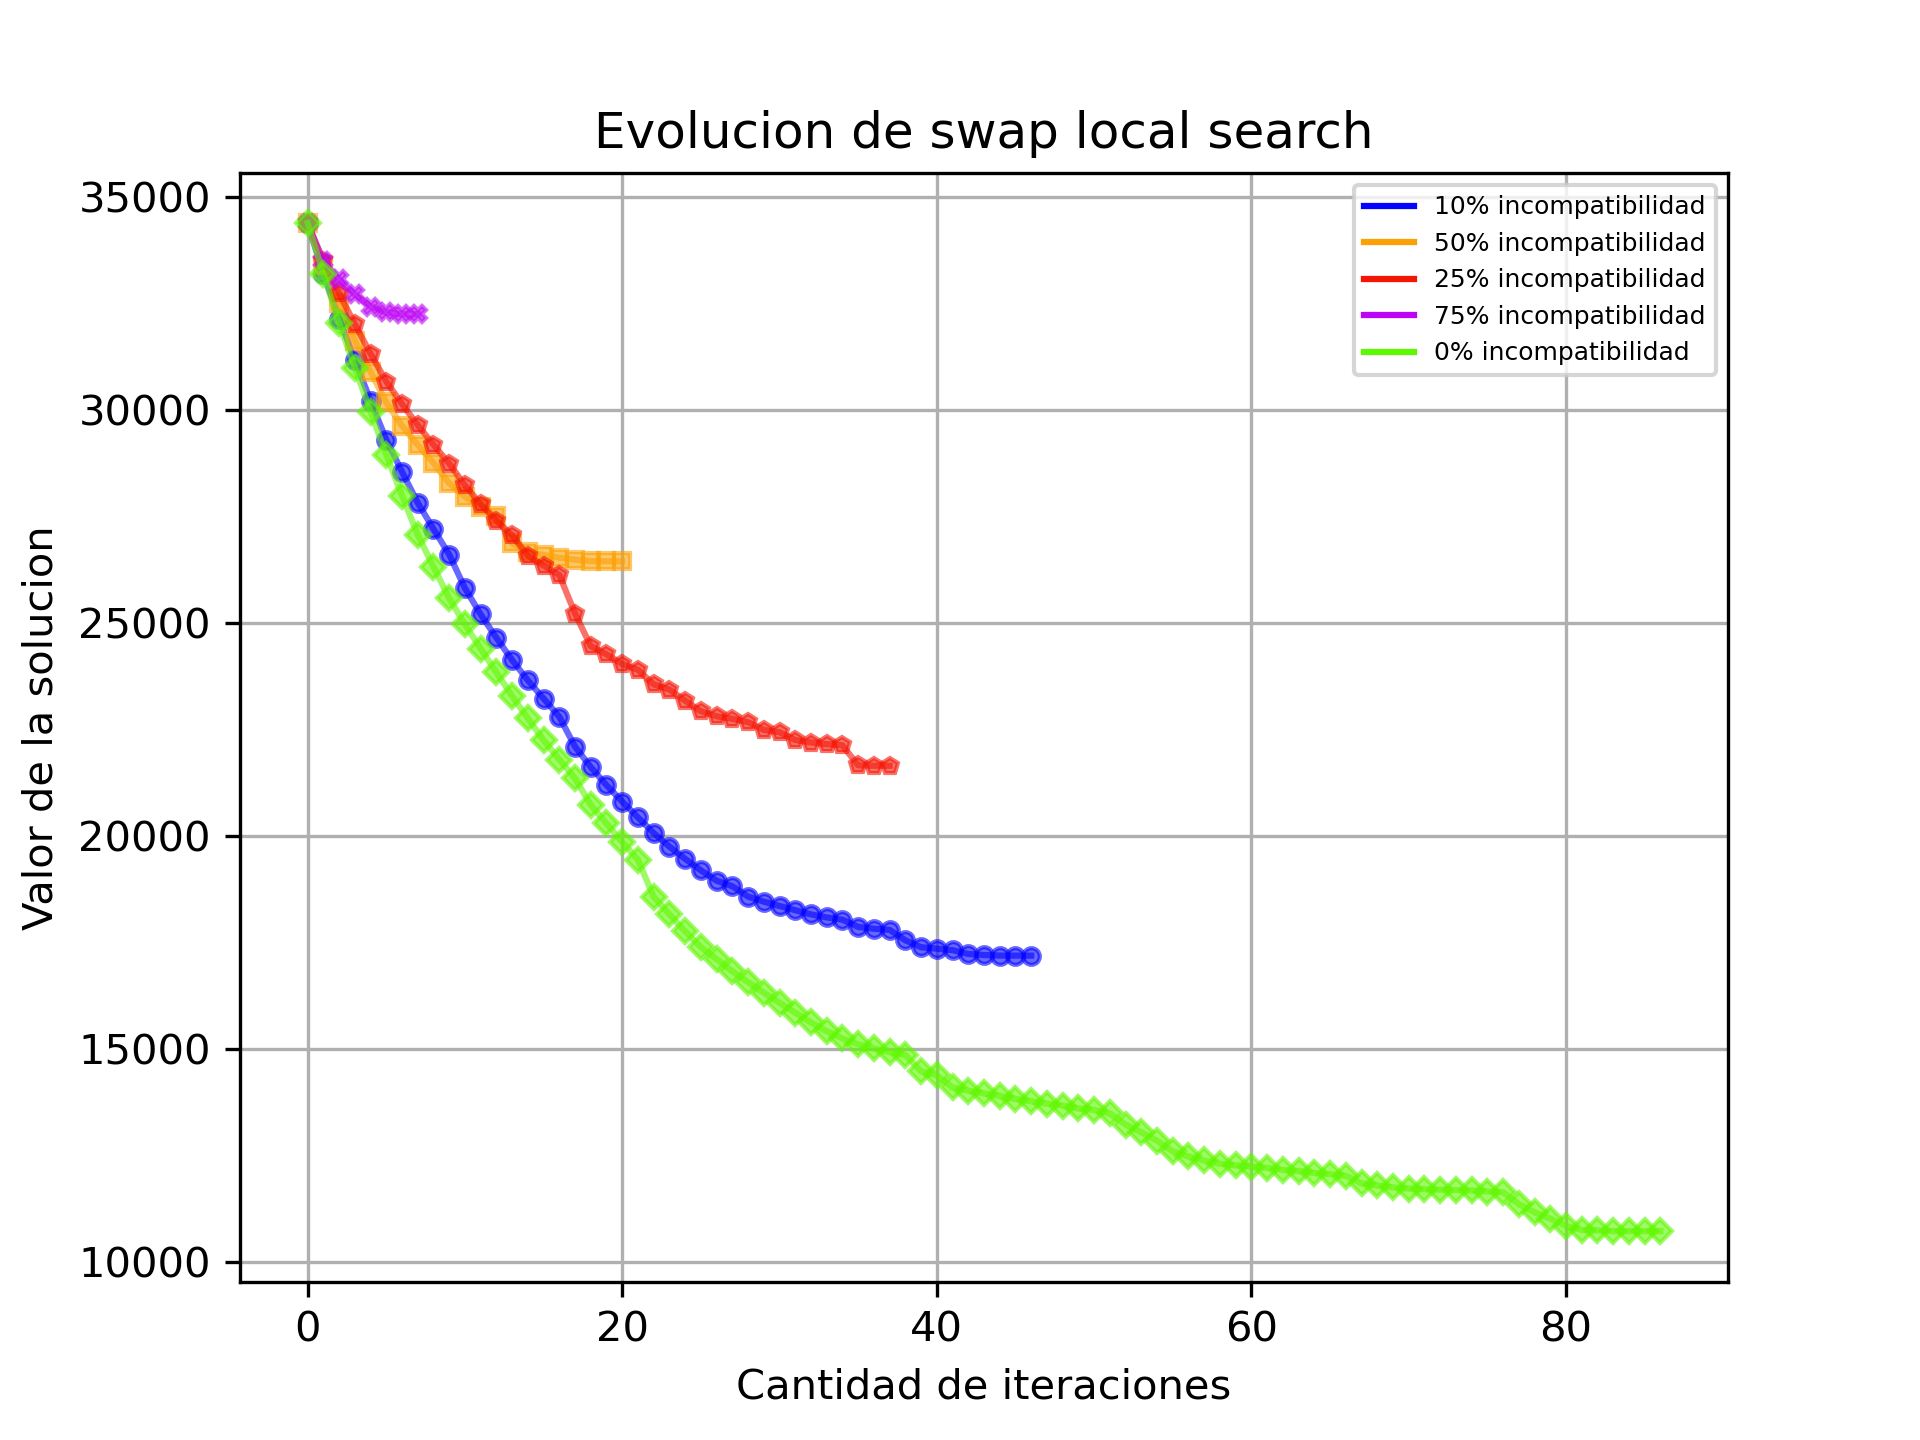 Evolucion de swap local search
35000
30000
25000
20000
15000
10000
Valor de la solucion
10% incompatibilidad
50% incompatibilidad
25% incompatibilidad
75% incompatibilidad
0% incompatibilidad
0 20 40 60 80
Cantidad de iteraciones